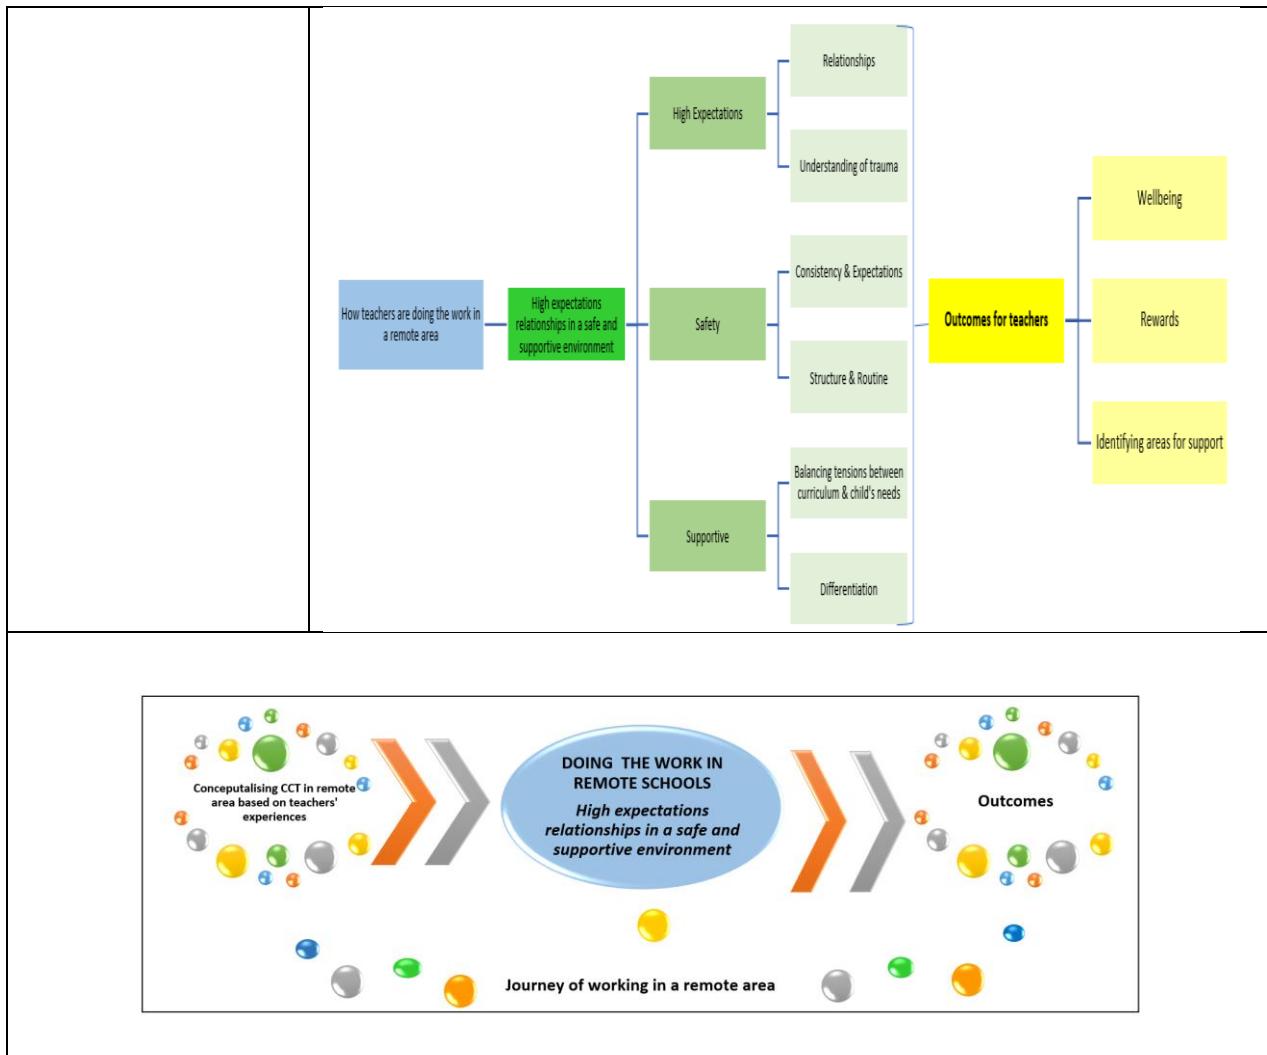 How teachers are doing the work in
a remote area
High expectations
relationships in a safe and
supportive environment
High Expectations
Safety
Supportive
Relationships
Understanding of trauma
Consistency & Expectations
Structure & Routine
Balancing tensions between
curriculum & child's needs
Differentiation
Outcomes for teachers
Wellbeing
Rewards
Identifying areas for support
Conceputalising CCT in remote
area based on teachers'
experiences
DOING THE WORK IN
REMOTE SCHOOLS
High expectations
relationships in a safe and
supportive environment
Outcomes
Journey of working in a remote area